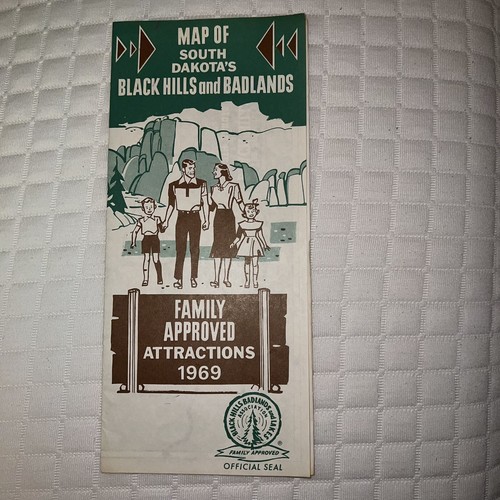 MAP OF
SOUTH
DAKOTA'S
BLACK HILLS and BADLANDS
FAMILY
APPROVED
ATTRACTIONS
1969
BLACK HILLS, BADLANDS and LAKES
ASSOCIATION
®
FAMILY APPROVED
OFFICIAL SEAL